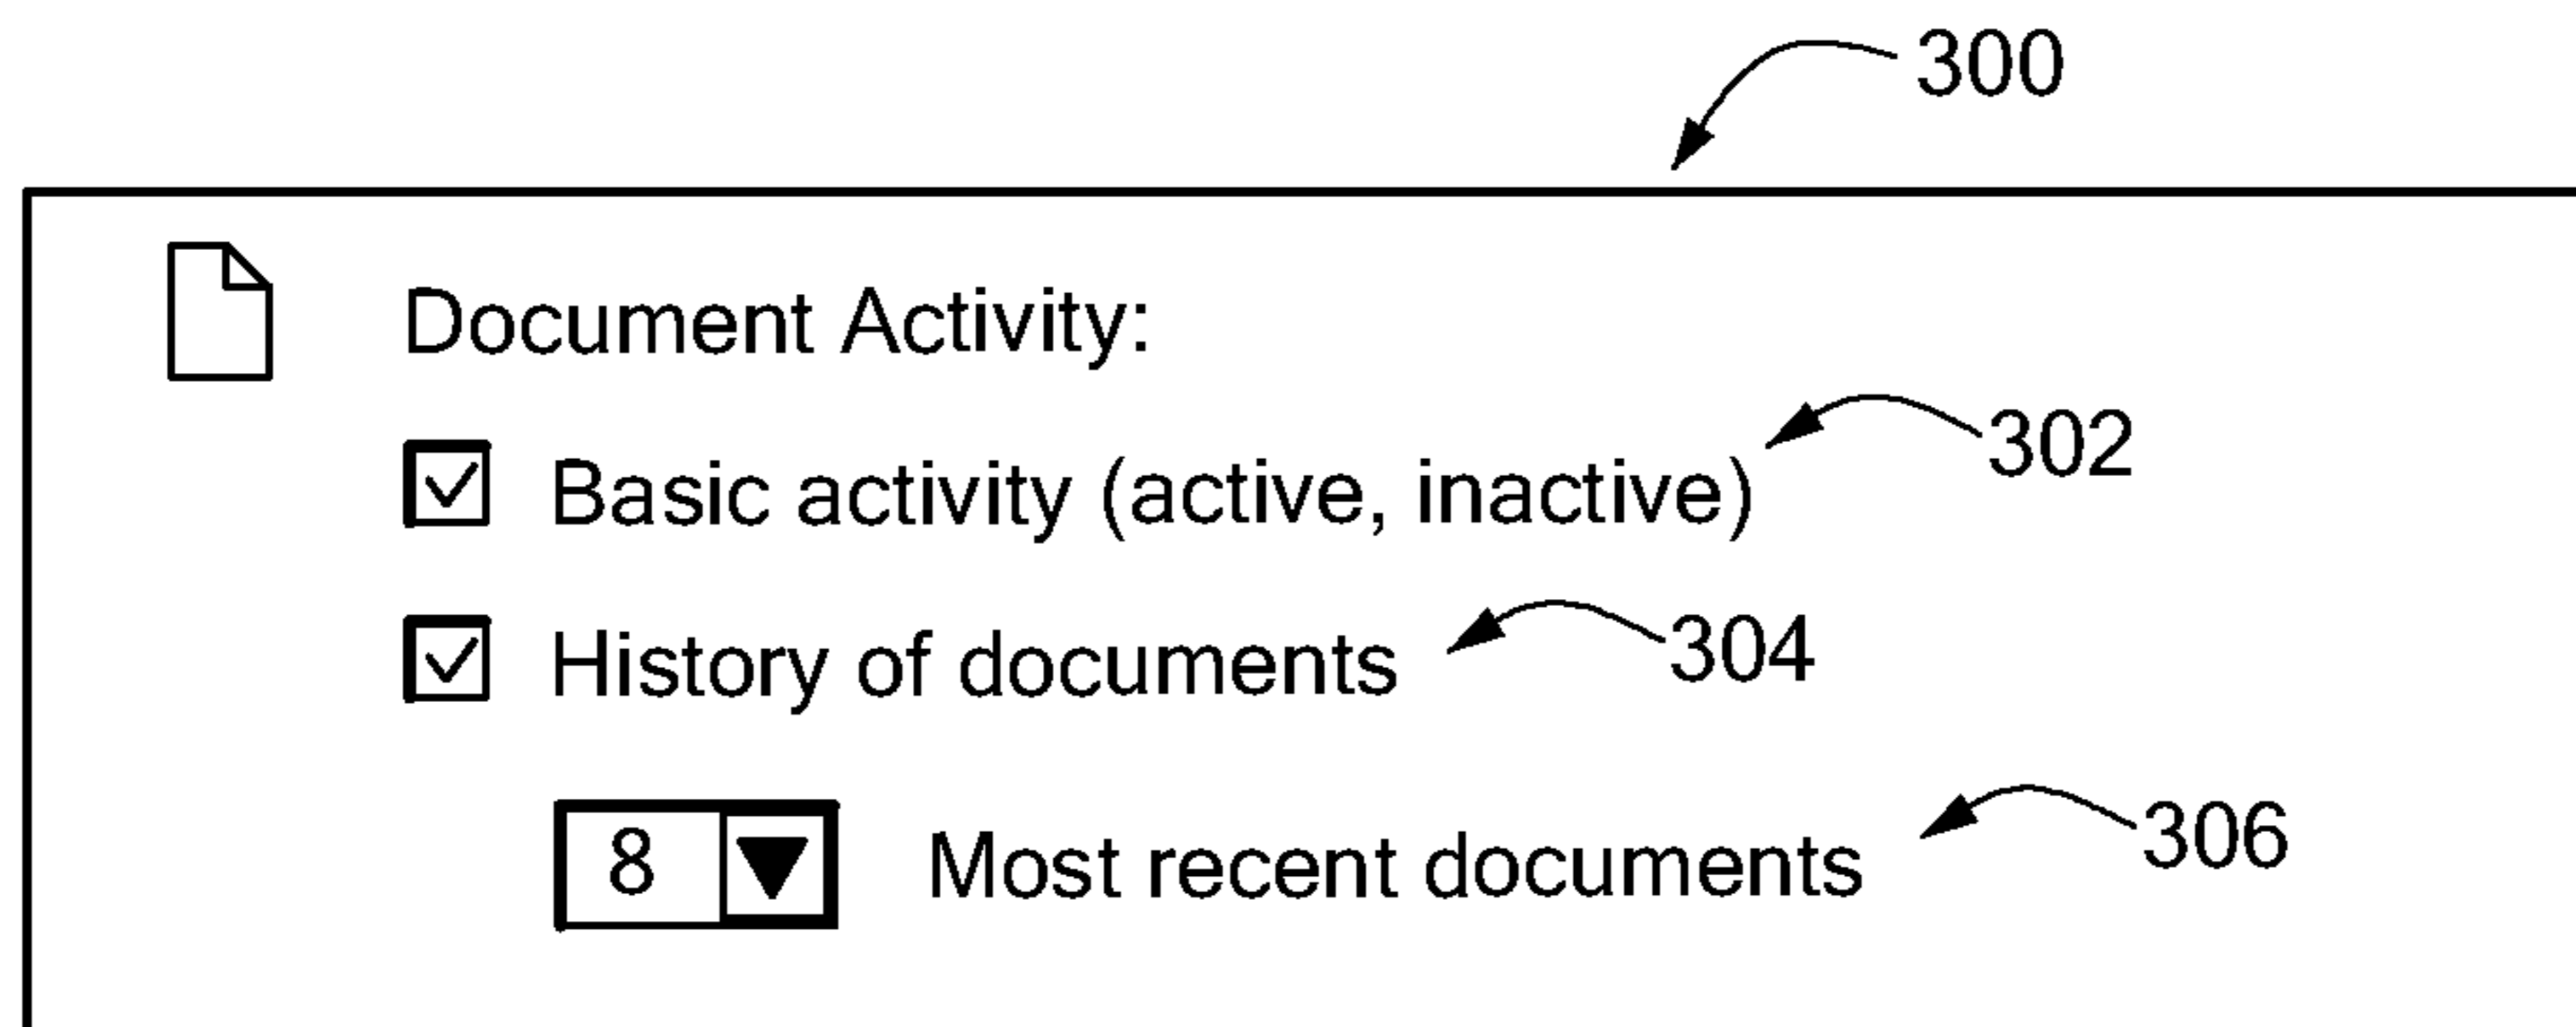 300
Document Activity:
Basic activity (active, inactive) 302
History of documents 304
8 Most recent documents 306